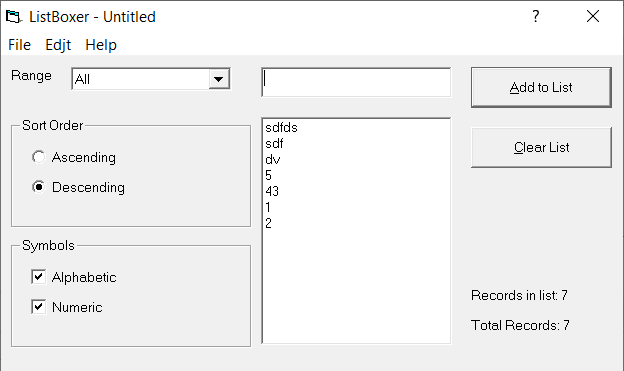 ListBoxer - Untitled
File Edjt Help
Range All Add to List
Sort Order
Ascending
Descending
Symbols
Alphabetic
Numeric
sdfds
sdf
dv
5
43
1
2
Clear List
Records in list: 7
Total Records: 7